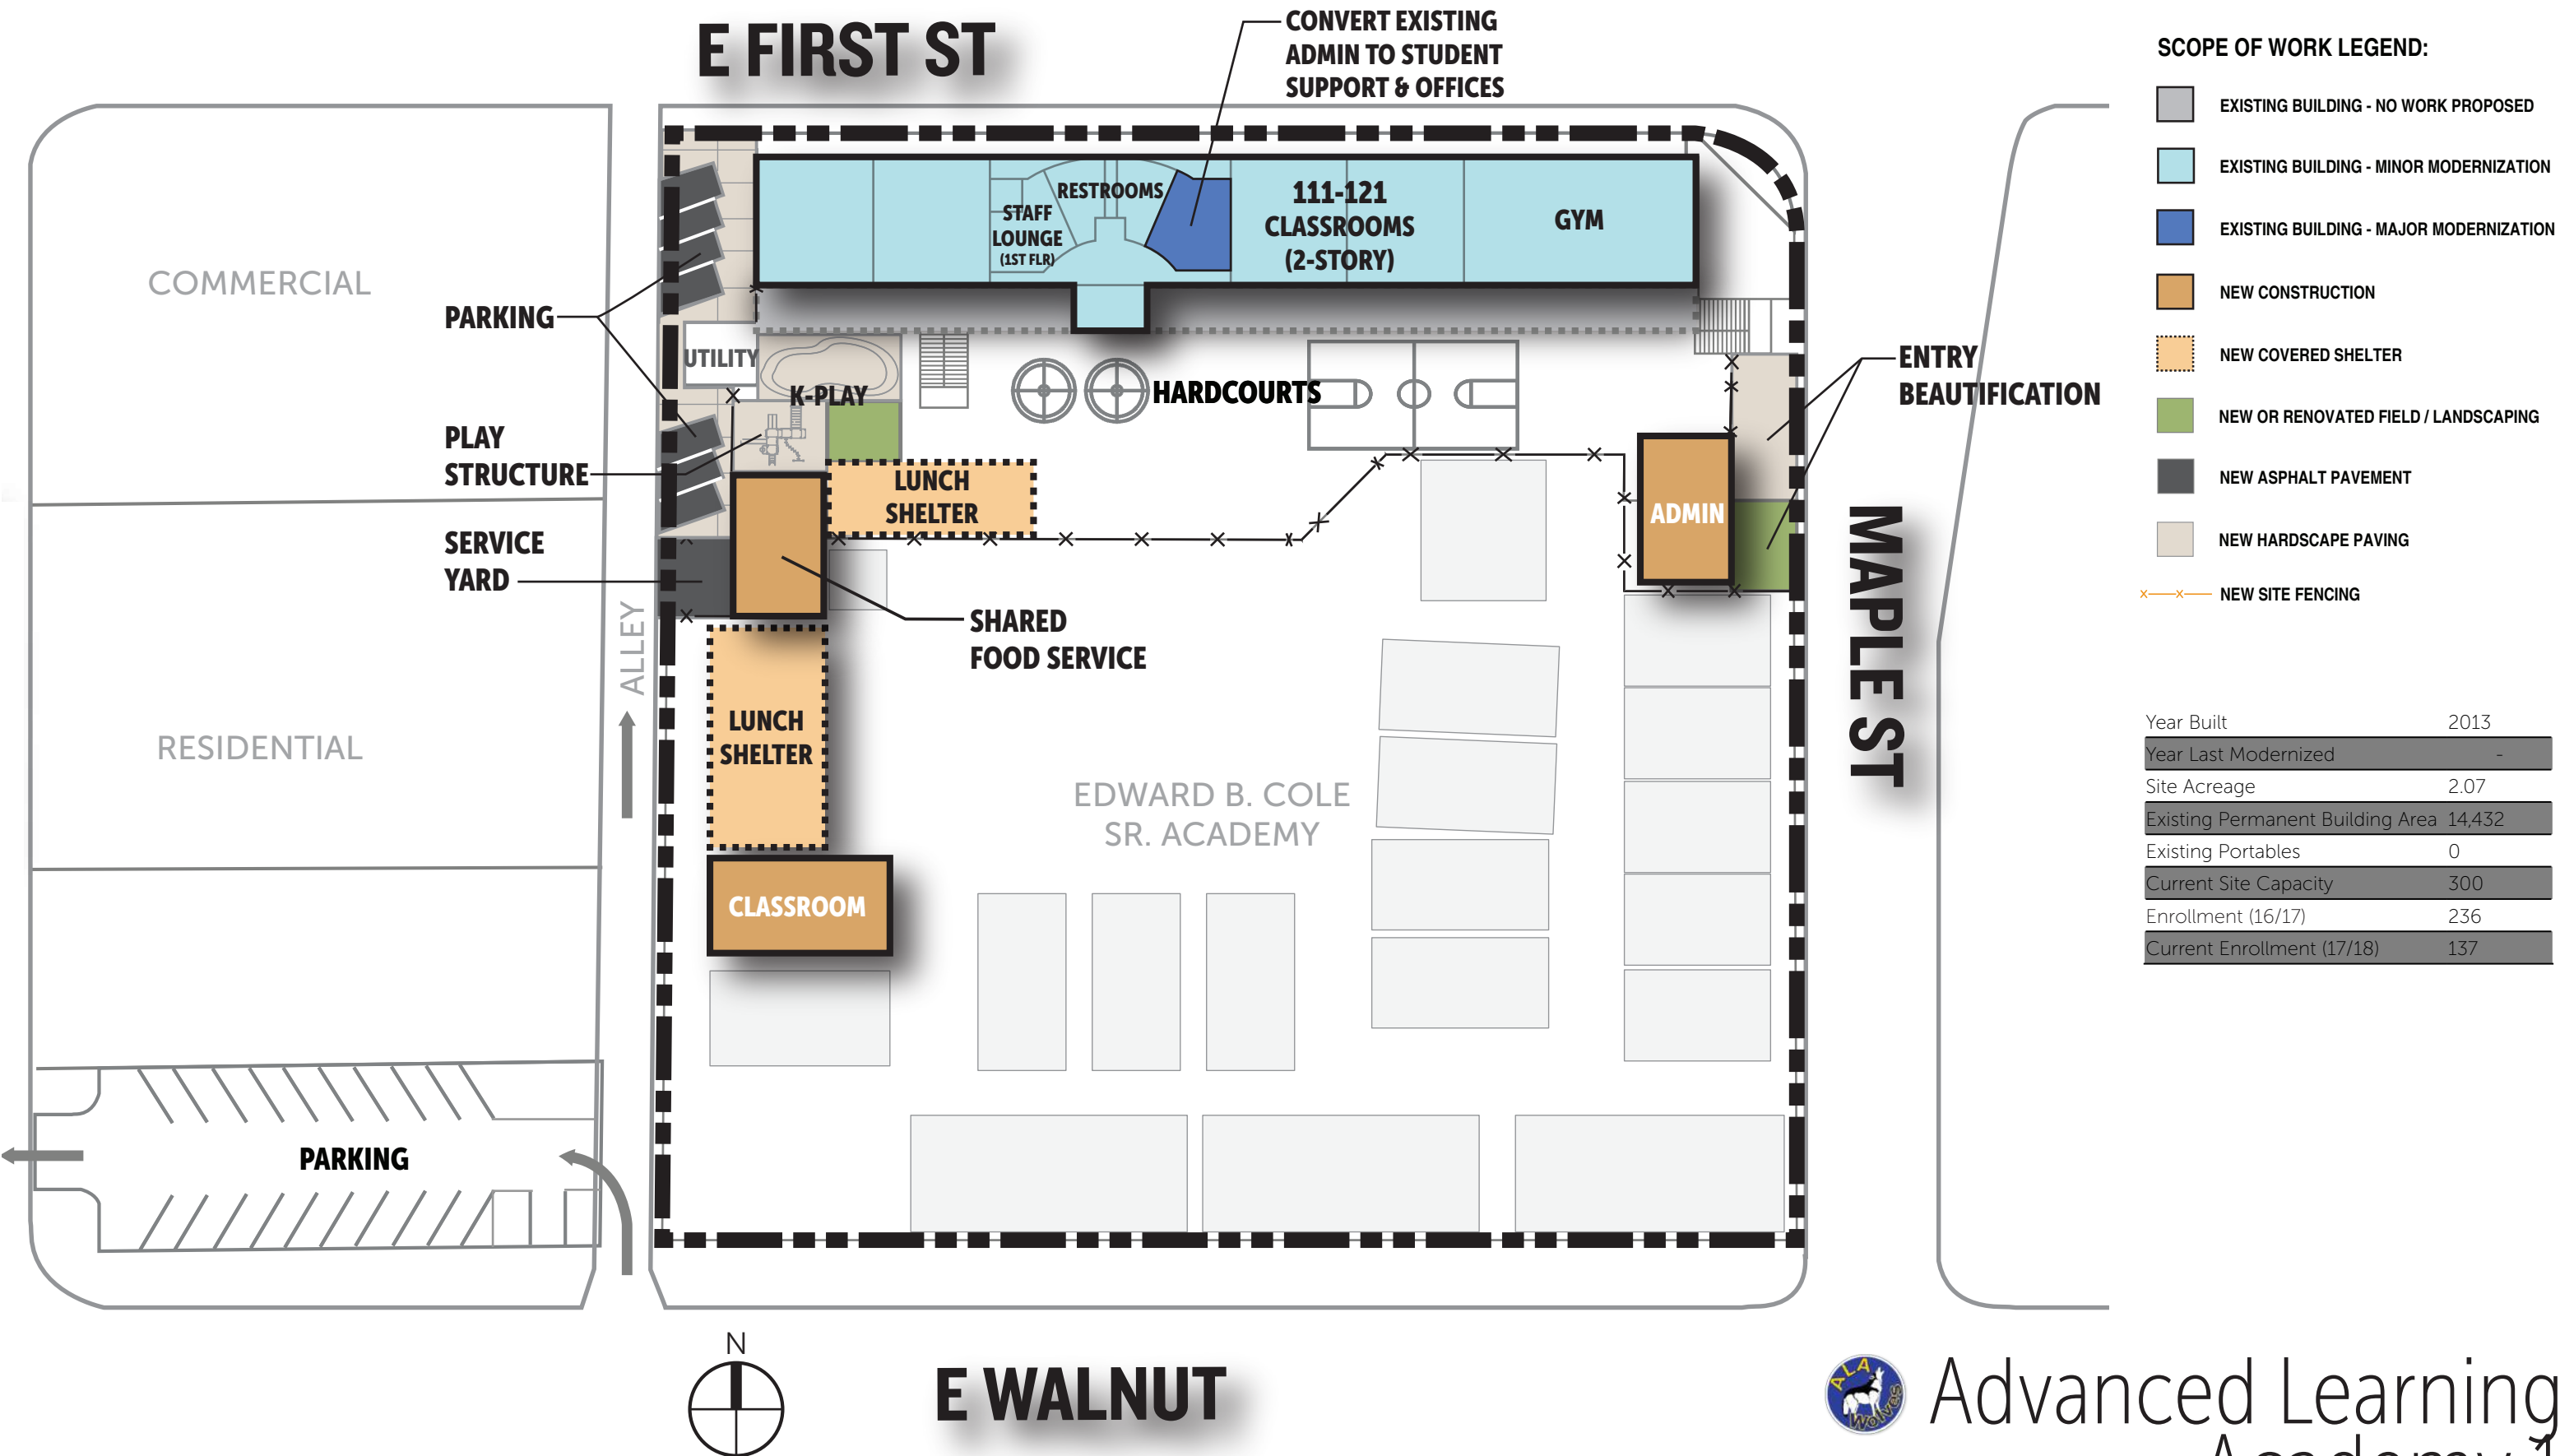 E FIRST ST
CONVERT EXISTING
ADMIN TO STUDENT
SUPPORT & OFFICES
COMMERCIAL
RESIDENTIAL
ALLEY
PARKING
PLAY
STRUCTURE
SERVICE
YARD
UTILITY
K-PLAY
STAFF
LOUNGE
(1ST FLR)
RESTROOMS
111-121
CLASSROOMS
(2-STORY)
GYM
HARDCOURTS
LUNCH
SHELTER
SHARED
FOOD SERVICE
LUNCH
SHELTER
CLASSROOM
EDWARD B. COLE
SR. ACADEMY
ADMIN
ENTRY
BEAUTIFICATION
MAPLE ST
PARKING
N
E WALNUT
SCOPE OF WORK LEGEND:
EXISTING BUILDING - NO WORK PROPOSED
EXISTING BUILDING - MINOR MODERNIZATION
EXISTING BUILDING - MAJOR MODERNIZATION
NEW CONSTRUCTION
NEW COVERED SHELTER
NEW OR RENOVATED FIELD / LANDSCAPING
NEW ASPHALT PAVEMENT
NEW HARDSCAPE PAVING
NEW SITE FENCING
Year Built 2013
Year Last Modernized -
Site Acreage 2.07
Existing Permanent Building Area 14,432
Existing Portables 0
Current Site Capacity 300
Enrollment (16/17) 236
Current Enrollment (17/18) 137
ALA
Wolves
Advanced Learning
Academy 1